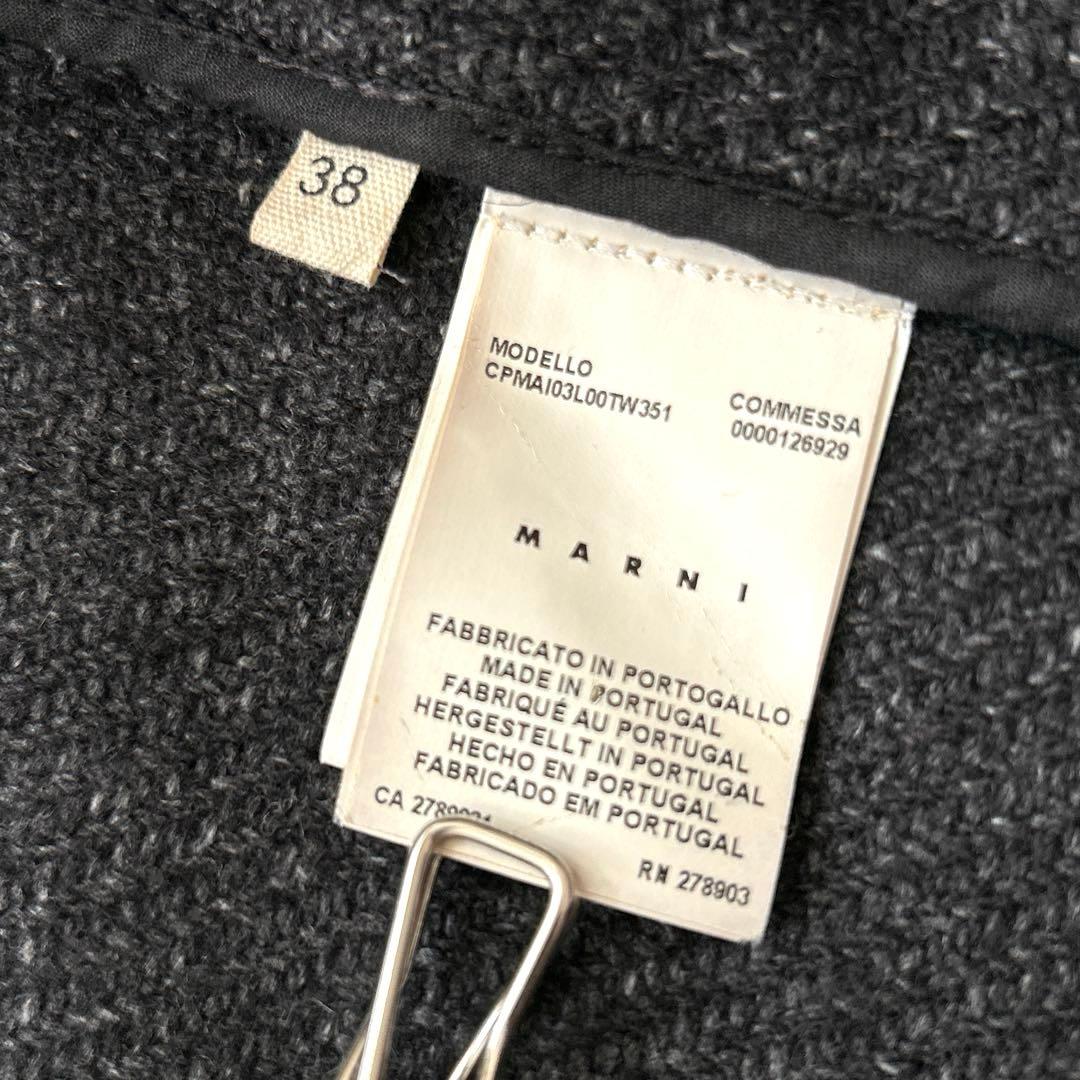 38
MODELLO
CPMAI03L00TW351
COMMESSA
0000126929
MARNI
FABBRICATO IN PORTOGALLO
MADE IN PORTUGAL
FABRIQUÉ AU PORTUGAL
HERGESTELLT IN PORTUGAL
HECHO EN PORTUGAL
FABRICADO EM PORTUGAL
CA
RN 278903